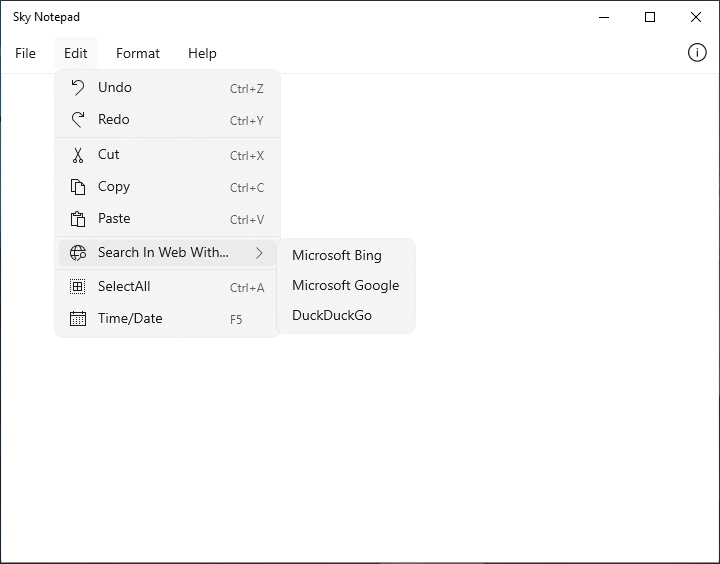 Sky Notepad
File Edit Format Help
Undo Ctrl+Z
Redo Ctrl+Y
Cut Ctrl+X
Copy Ctrl+C
Paste Ctrl+V
Search In Web With...
Microsoft Bing
Microsoft Google
DuckDuckGo
SelectAll Ctrl+A
Time/Date F5